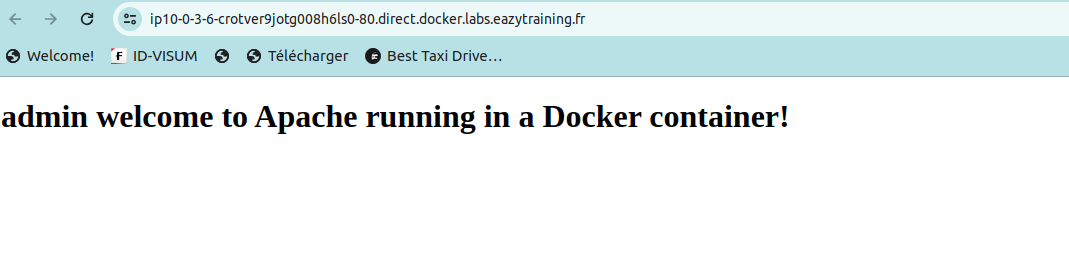 ip10-0-3-6-crotver9jotg008h6ls0-80.direct.docker.labs.eazytraining.fr
Welcome! F ID-VISUM Télécharger Best Taxi Drive…
admin welcome to Apache running in a Docker container!